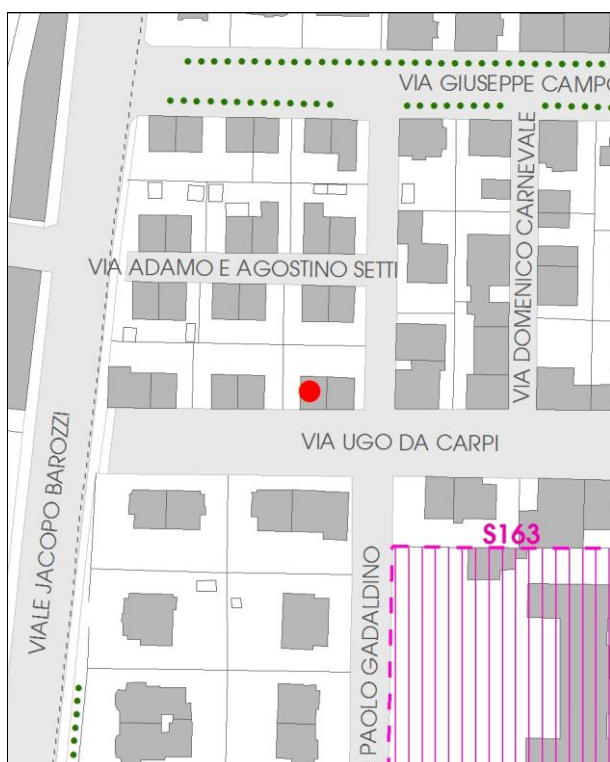 VIA GIUSEPPE CAMPO
VIA DOMENICO CARNEVALE
VIA ADAMO E AGOSTINO SETTI
VIA UGO DA CARPI
VIALE JACOPO BAROZZI
S163
PAOLO GADALDINO